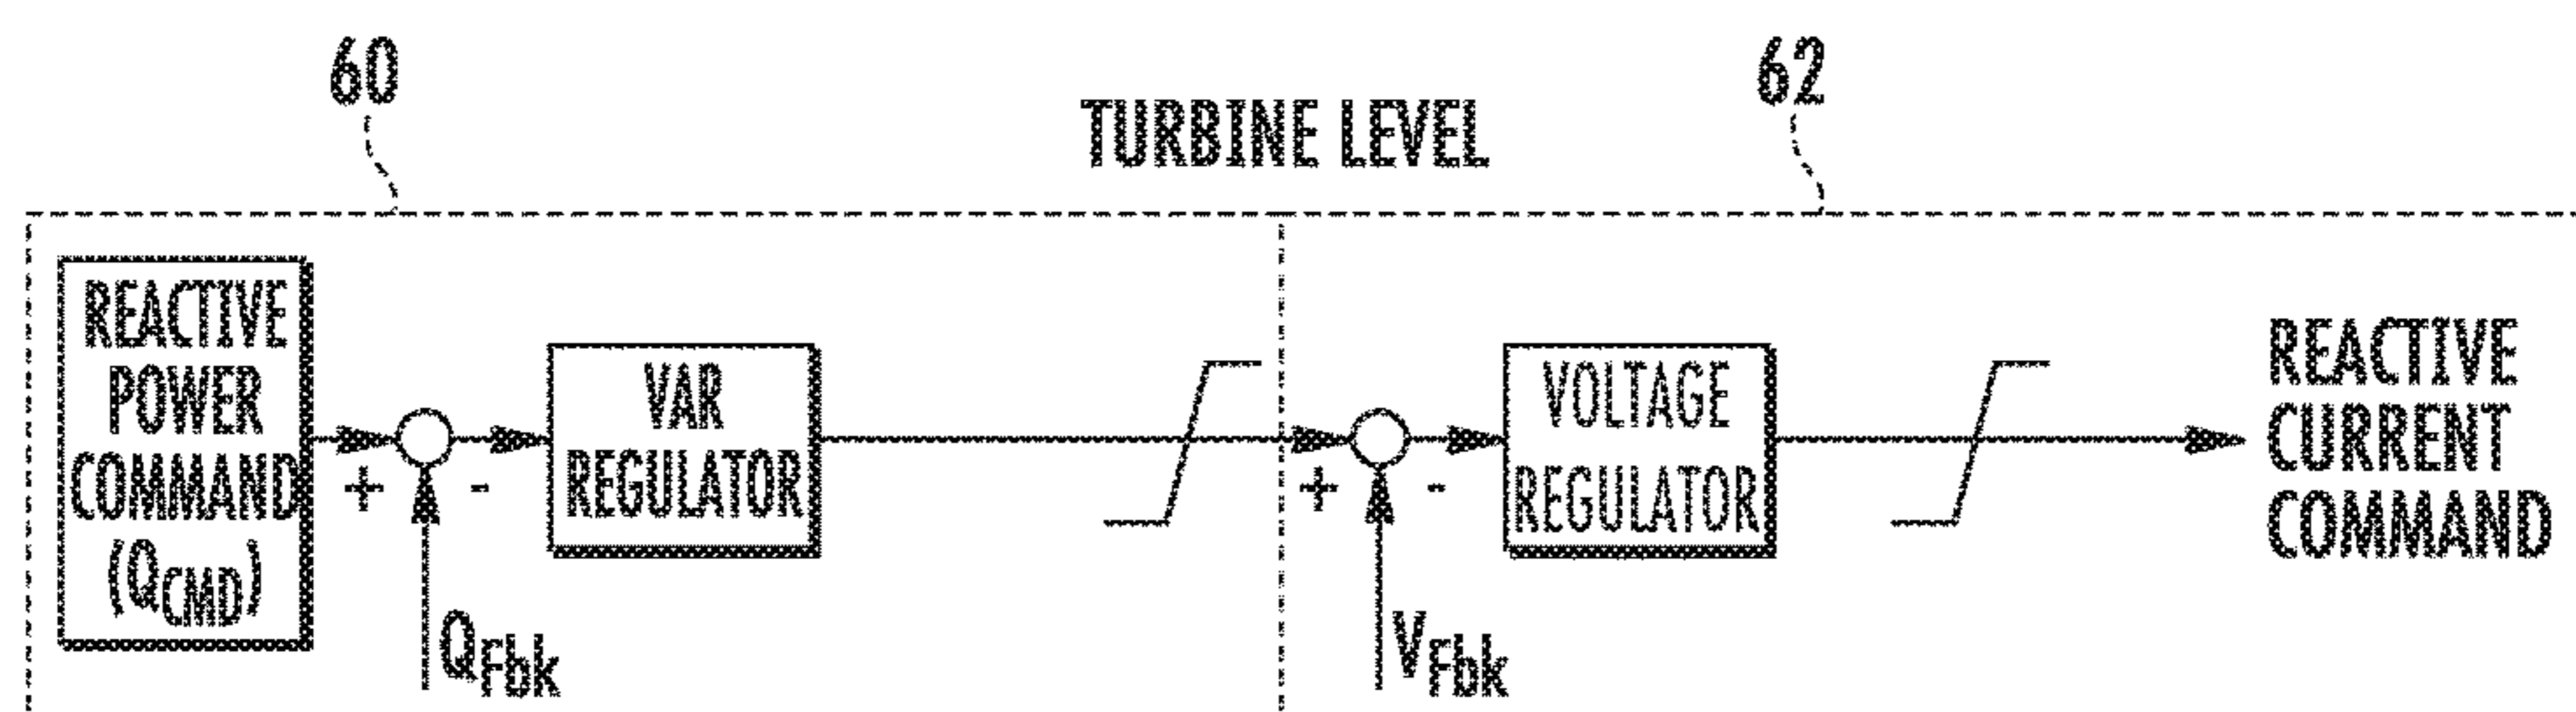 60
TURBINE LEVEL
62
REACTIVE
POWER
COMMAND
(QCMD)
+
-
QFbk
VAR
REGULATOR
+
-
VFbk
VOLTAGE
REGULATOR
REACTIVE
CURRENT
COMMAND